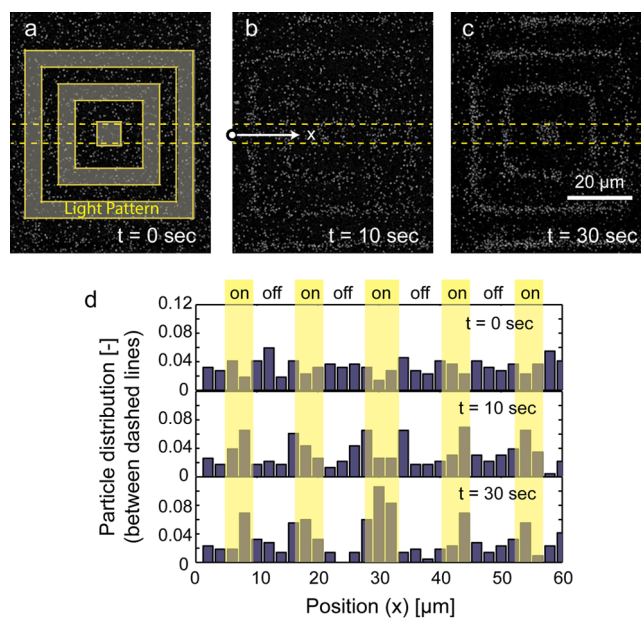 a
b
c
x
20 μm
Light Pattern
t = 0 sec
t = 10 sec
t = 30 sec
d
on off on off on off on off on
Particle distribution [-]
(between dashed lines)
0.12
0.08
0.04
0
t = 0 sec
0.08
0.04
0
t = 10 sec
0.08
0.04
0
t = 30 sec
0 10 20 30 40 50 60
Position (x) [μm]